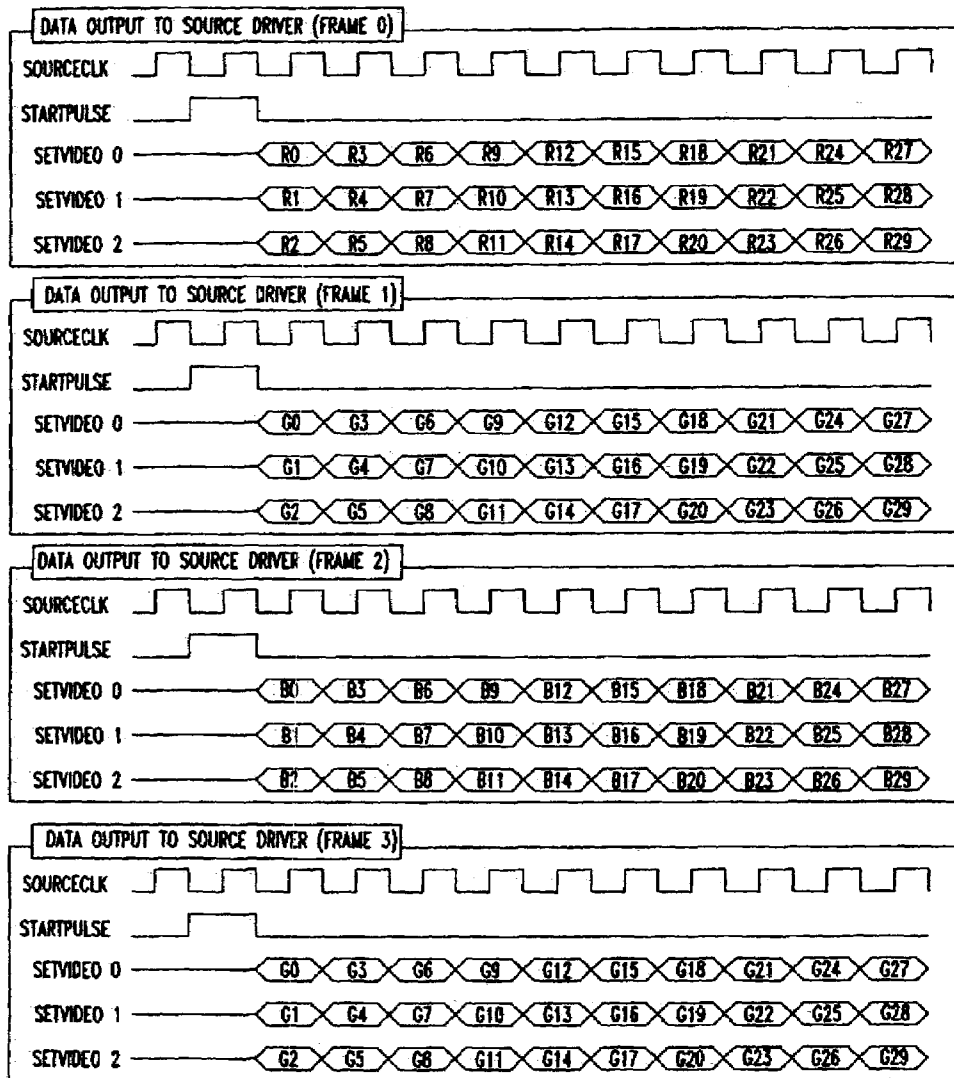 DATA OUTPUT TO SOURCE DRIVER (FRAME 0)
SOURCECLK
STARTPULSE
SETVIDEO 0 R0 R3 R6 R9 R12 R15 R18 R21 R24 R27
SETVIDEO 1 R1 R4 R7 R10 R13 R16 R19 R22 R25 R28
SETVIDEO 2 R2 R5 R8 R11 R14 R17 R20 R23 R26 R29
DATA OUTPUT TO SOURCE DRIVER (FRAME 1)
SOURCECLK
STARTPULSE
SETVIDEO 0 G0 G3 G6 G9 G12 G15 G18 G21 G24 G27
SETVIDEO 1 G1 G4 G7 G10 G13 G16 G19 G22 G25 G28
SETVIDEO 2 G2 G5 G8 G11 G14 G17 G20 G23 G26 G29
DATA OUTPUT TO SOURCE DRIVER (FRAME 2)
SOURCECLK
STARTPULSE
SETVIDEO 0 B0 B3 B6 B9 B12 B15 B18 B21 B24 B27
SETVIDEO 1 B1 B4 B7 B10 B13 B16 B19 B22 B25 B28
SETVIDEO 2 B2 B5 B8 B11 B14 B17 B20 B23 B26 B29
DATA OUTPUT TO SOURCE DRIVER (FRAME 3)
SOURCECLK
STARTPULSE
SETVIDEO 0 G0 G3 G6 G9 G12 G15 G18 G21 G24 G27
SETVIDEO 1 G1 G4 G7 G10 G13 G16 G19 G22 G25 G28
SETVIDEO 2 G2 G5 G8 G11 G14 G17 G20 G23 G26 G29